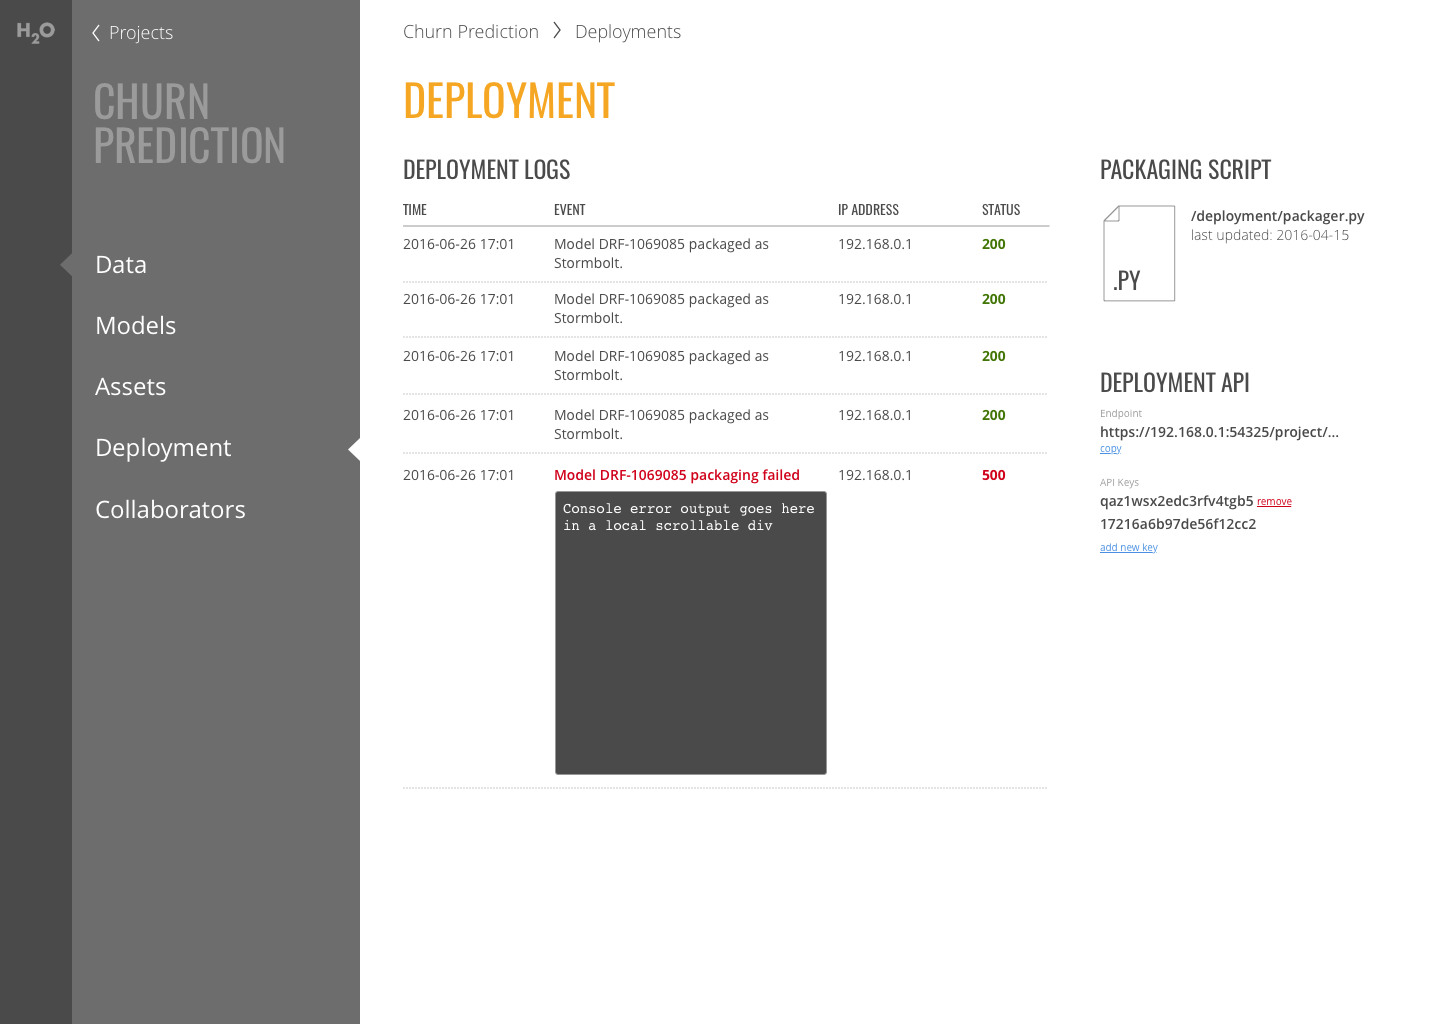 H2O
Projects
CHURN
PREDICTION
Data
Models
Assets
Deployment
Collaborators
Churn Prediction
Deployments
DEPLOYMENT
DEPLOYMENT LOGS
TIME EVENT IP ADDRESS STATUS
2016-06-26 17:01 Model DRF-1069085 packaged as 192.168.0.1 200
Stormbolt.
2016-06-26 17:01 Model DRF-1069085 packaged as 192.168.0.1 200
Stormbolt.
2016-06-26 17:01 Model DRF-1069085 packaged as 192.168.0.1 200
Stormbolt.
2016-06-26 17:01 Model DRF-1069085 packaged as 192.168.0.1 200
Stormbolt.
2016-06-26 17:01 Model DRF-1069085 packaging failed 192.168.0.1 500
Console error output goes here
in a local scrollable div
PACKAGING SCRIPT
.PY
/deployment/packager.py
last updated: 2016-04-15
DEPLOYMENT API
Endpoint
https://192.168.0.1:54325/project/...
copy
API Keys
qaz1wsx2edc3rfv4tgb5 remove
17216a6b97de56f12cc2
add new key